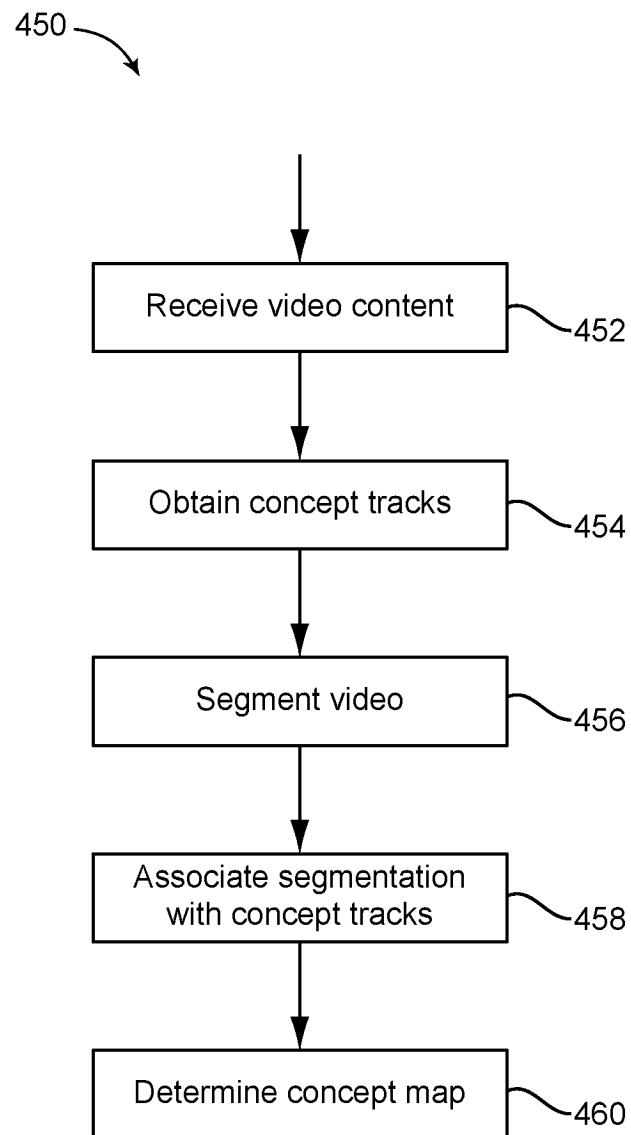 450
Receive video content
452
Obtain concept tracks
454
Segment video
456
Associate segmentation
with concept tracks
458
Determine concept map
460